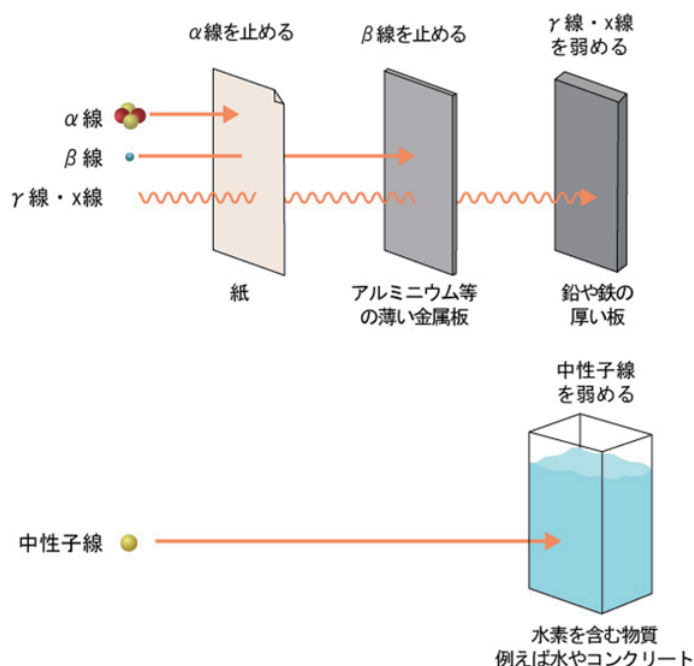 α線を止める
β線を止める
γ線・x線
を弱める
α線
β線
γ線・x線
紙
アルミニウム等
の薄い金属板
鉛や鉄の
厚い板
中性子線
を弱める
中性子線
水素を含む物質
例えば水やコンクリート